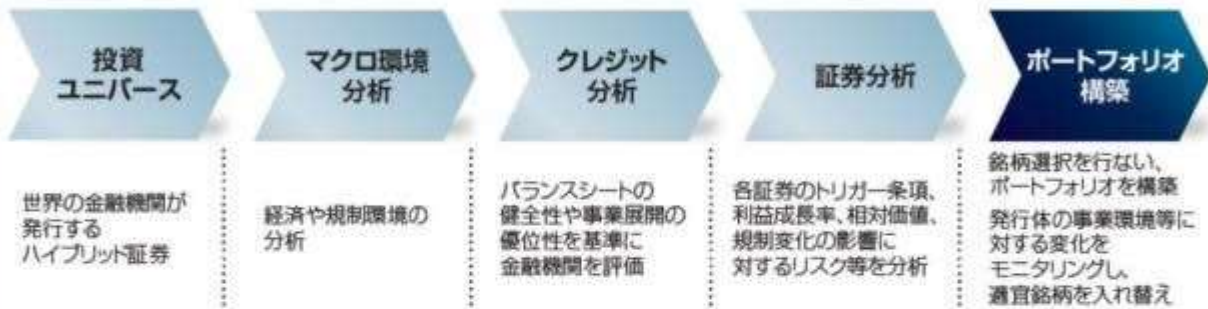 投資
ユニバース
マクロ環境
分析
クレジット
分析
証券分析
ポートフォリオ
構築
世界の金融機関が
発行する
ハイブリッド証券
経済や規制環境の
分析
バランスシートの
健全性や事業展開の
優位性を基準に
金融機関を評価
各証券のトリガー条項、
利益成長率、相対価値、
規制変化の影響に
対するリスク等を分析
銘柄選択を行ない、
ポートフォリオを構築
発行体の事業環境等に
対する変化を
モニタリングし、
適宜銘柄を入れ替え